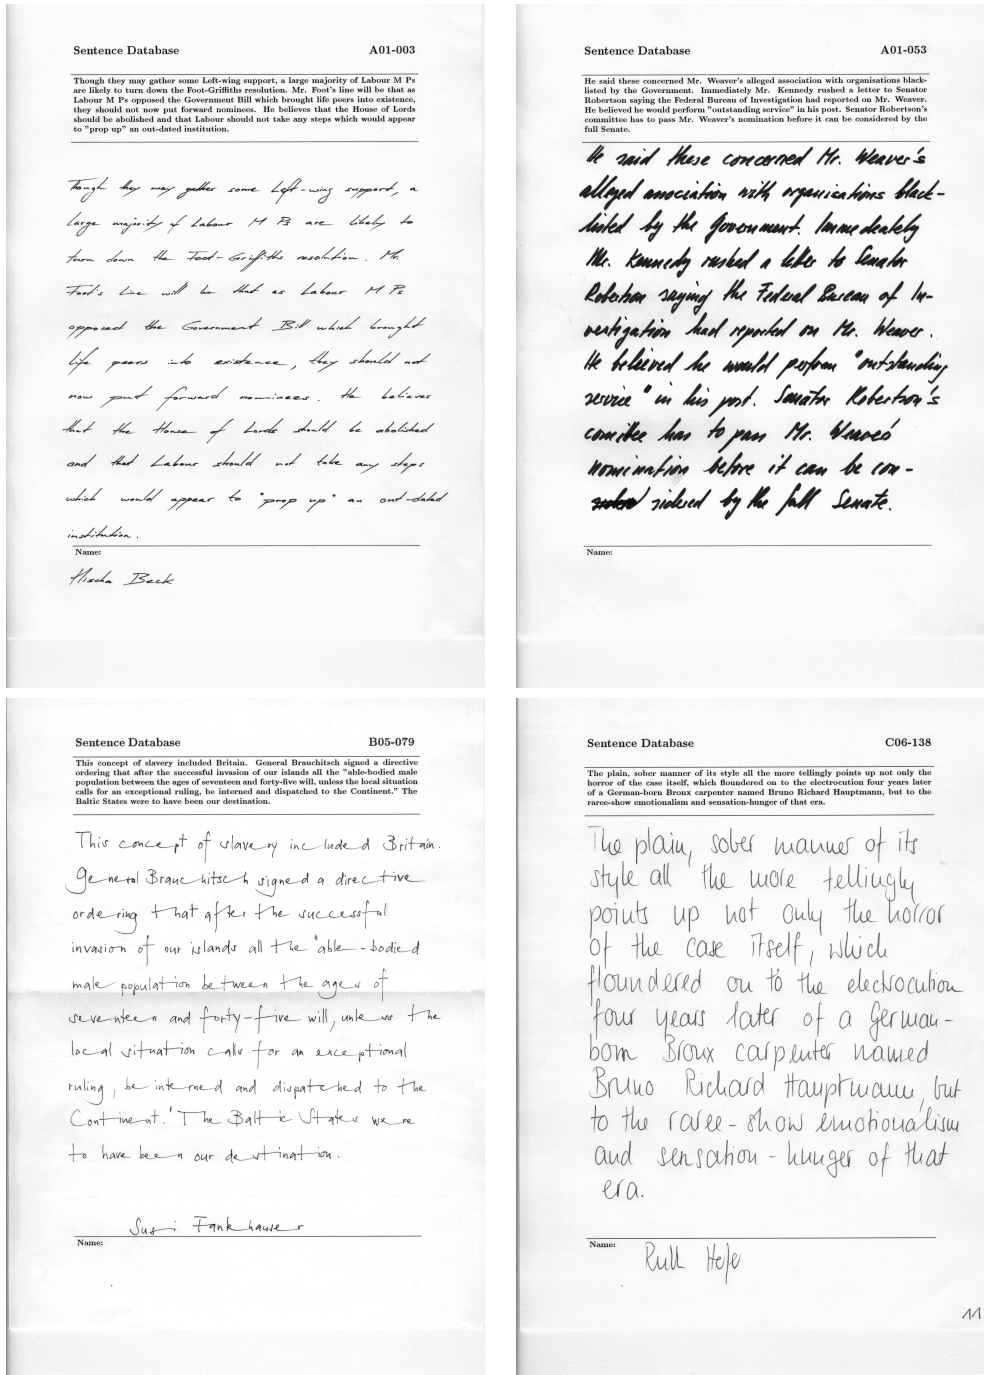 Sentence Database A01-003
Though they may gather some Left-wing support, a large majority of Labour M Ps
are likely to turn down the Foot-Griffiths resolution. Mr. Foot's line will be that as
Labour M Ps opposed the Government Bill which brought life peers into existence,
they should not now put forward nominees. He believes that the House of Lords
should be abolished and that Labour should not take any steps which would appear
to "prop up" an out-dated institution.
Though they may gather some Left-wing support, a
large majority of Labour M Ps are likely to
turn down the Foot-Griffiths resolution. Mr.
Foot's line will be that as Labour M Ps
opposed the Government Bill which brought
life peers into existence, they should not
now put forward nominees. He believes
that the House of Lords should be abolished
and that Labour should not take any steps
which would appear to "prop up" an out-dated
institution.
Name:
Mischa Beck
Sentence Database A01-053
He said these concerned Mr. Weaver's alleged association with organisations black-
listed by the Government. Immediately Mr. Kennedy rushed a letter to Senator
Robertson saying the Federal Bureau of Investigation had reported on Mr. Weaver.
He believed he would perform "outstanding service" in his post. Senator Robertson's
committee has to pass Mr. Weaver's nomination before it can be considered by the
full Senate.
He said these concerned Mr. Weaver's
alleged association with organisations black-
listed by the Government. Immedeately
Mr. Kennedy rushed a letter to Senator
Robertson saying the Federal Bureau of In-
vestigation had reported on Mr. Weaver.
He believed he would perform "outstanding
service" in his post. Senator Robertson's
comittee has to pass Mr. Weaver's
nomination before it can be con-
sidered by the full Senate.
Name:
Sentence Database B05-079
This concept of slavery included Britain. General Brauchitsch signed a directive
ordering that after the successful invasion of our islands all the "able-bodied male
population between the ages of seventeen and forty-five will, unless the local situation
calls for an exceptional ruling, be interned and dispatched to the Continent." The
Baltic States were to have been our destination.
This concept of slavery included Britain.
General Brauchitsch signed a directive
ordering that after the successful
invasion of our islands all the "able-bodied
male population between the ages of
seventeen and forty-five will, unless the
local situation calls for an exceptional
ruling, be interned and dispatched to the
Continent." The Baltic States were
to have been our destination.
Susi Fankhauser
Name:
Sentence Database C06-138
The plain, sober manner of its style all the more tellingly points up not only the
horror of the case itself, which floundered on to the electrocution four years later
of a German-born Bronx carpenter named Bruno Richard Hauptmann, but to the
raree-show emotionalism and sensation-hunger of that era.
The plain, sober manner of its
style all the more tellingly
points up not only the horror
of the case itself, which
floundered on to the electrocution
four years later of a German-
born Bronx carpenter named
Bruno Richard Hauptmann, but
to the raree-show emotionalism
and sensation-hunger of that
era.
Name:
11